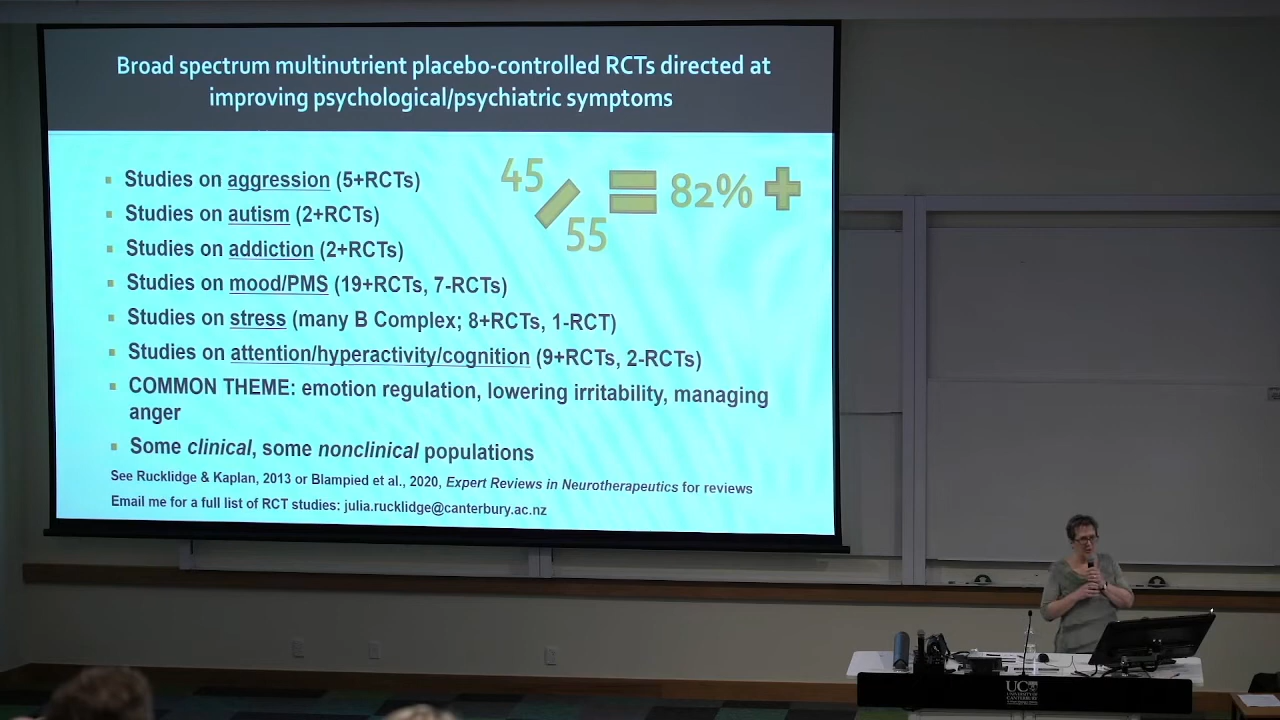 Broad spectrum multinutrient placebo-controlled RCTs directed at
improving psychological/psychiatric symptoms
45
55
82%
Studies on aggression (5+RCTs)
Studies on autism (2+RCTs)
Studies on addiction (2+RCTs)
Studies on mood/PMS (19+RCTs, 7-RCTs)
Studies on stress (many B Complex; 8+RCTs, 1-RCT)
Studies on attention/hyperactivity/cognition (9+RCTs, 2-RCTs)
COMMON THEME: emotion regulation, lowering irritability, managing
anger
Some clinical, some nonclinical populations
See Rucklidge & Kaplan, 2013 or Blampied et al., 2020, Expert Reviews in Neurotherapeutics for reviews
Email me for a full list of RCT studies: julia.rucklidge@canterbury.ac.nz
UC
UNIVERSITY OF
CANTERBURY